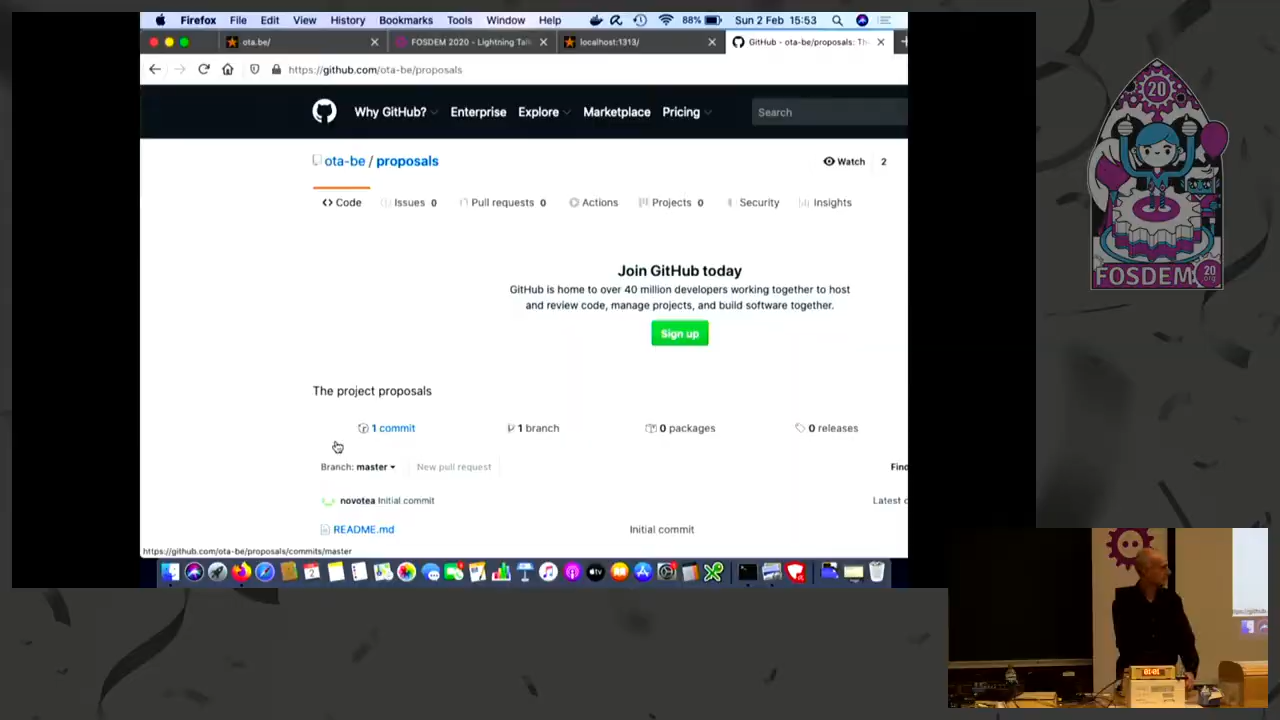 Firefox File Edit View History Bookmarks Tools Window Help 88% Sun 2 Feb 15:53
ota.be/ FOSDEM 2020 - Lightning Tal localhost:1313/ GitHub - ota-be/proposals: Th
https://github.com/ota-be/proposals
Why GitHub? Enterprise Explore Marketplace Pricing Search
ota-be / proposals Watch 2
Code Issues 0 Pull requests 0 Actions Projects 0 Security Insights
Join GitHub today
GitHub is home to over 40 million developers working together to host
and review code, manage projects, and build software together.
Sign up
The project proposals
1 commit 1 branch 0 packages 0 releases
Branch: master New pull request Find
novotea Initial commit Latest c
README.md Initial commit
https://github.com/ota-be/proposals/commits/master
20
FOSDEM 20
.org
01:01